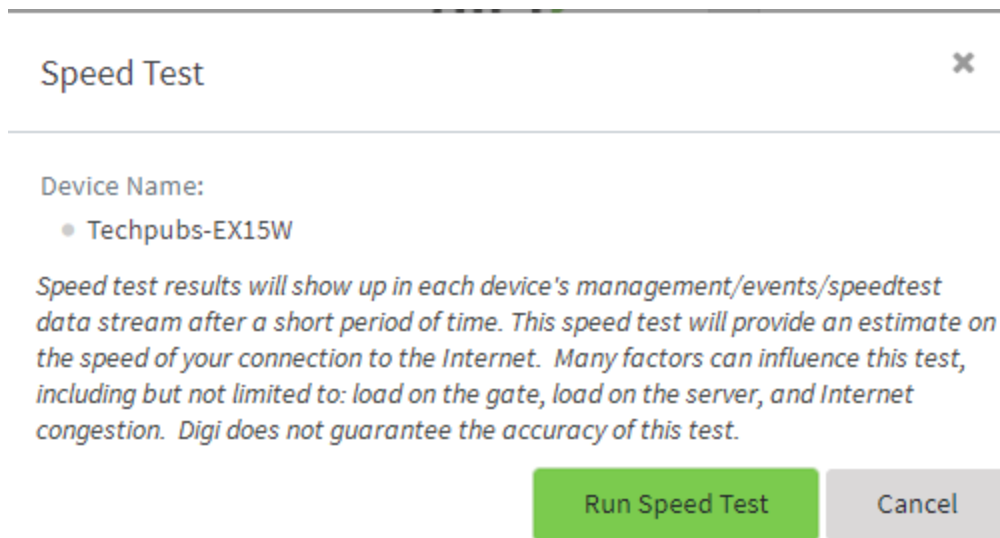 Speed Test
Device Name:
Techpubs-EX15W
Speed test results will show up in each device's management/events/speedtest
data stream after a short period of time. This speed test will provide an estimate on
the speed of your connection to the Internet.  Many factors can influence this test,
including but not limited to: load on the gate, load on the server, and Internet
congestion.  Digi does not guarantee the accuracy of this test.
Run Speed Test
Cancel